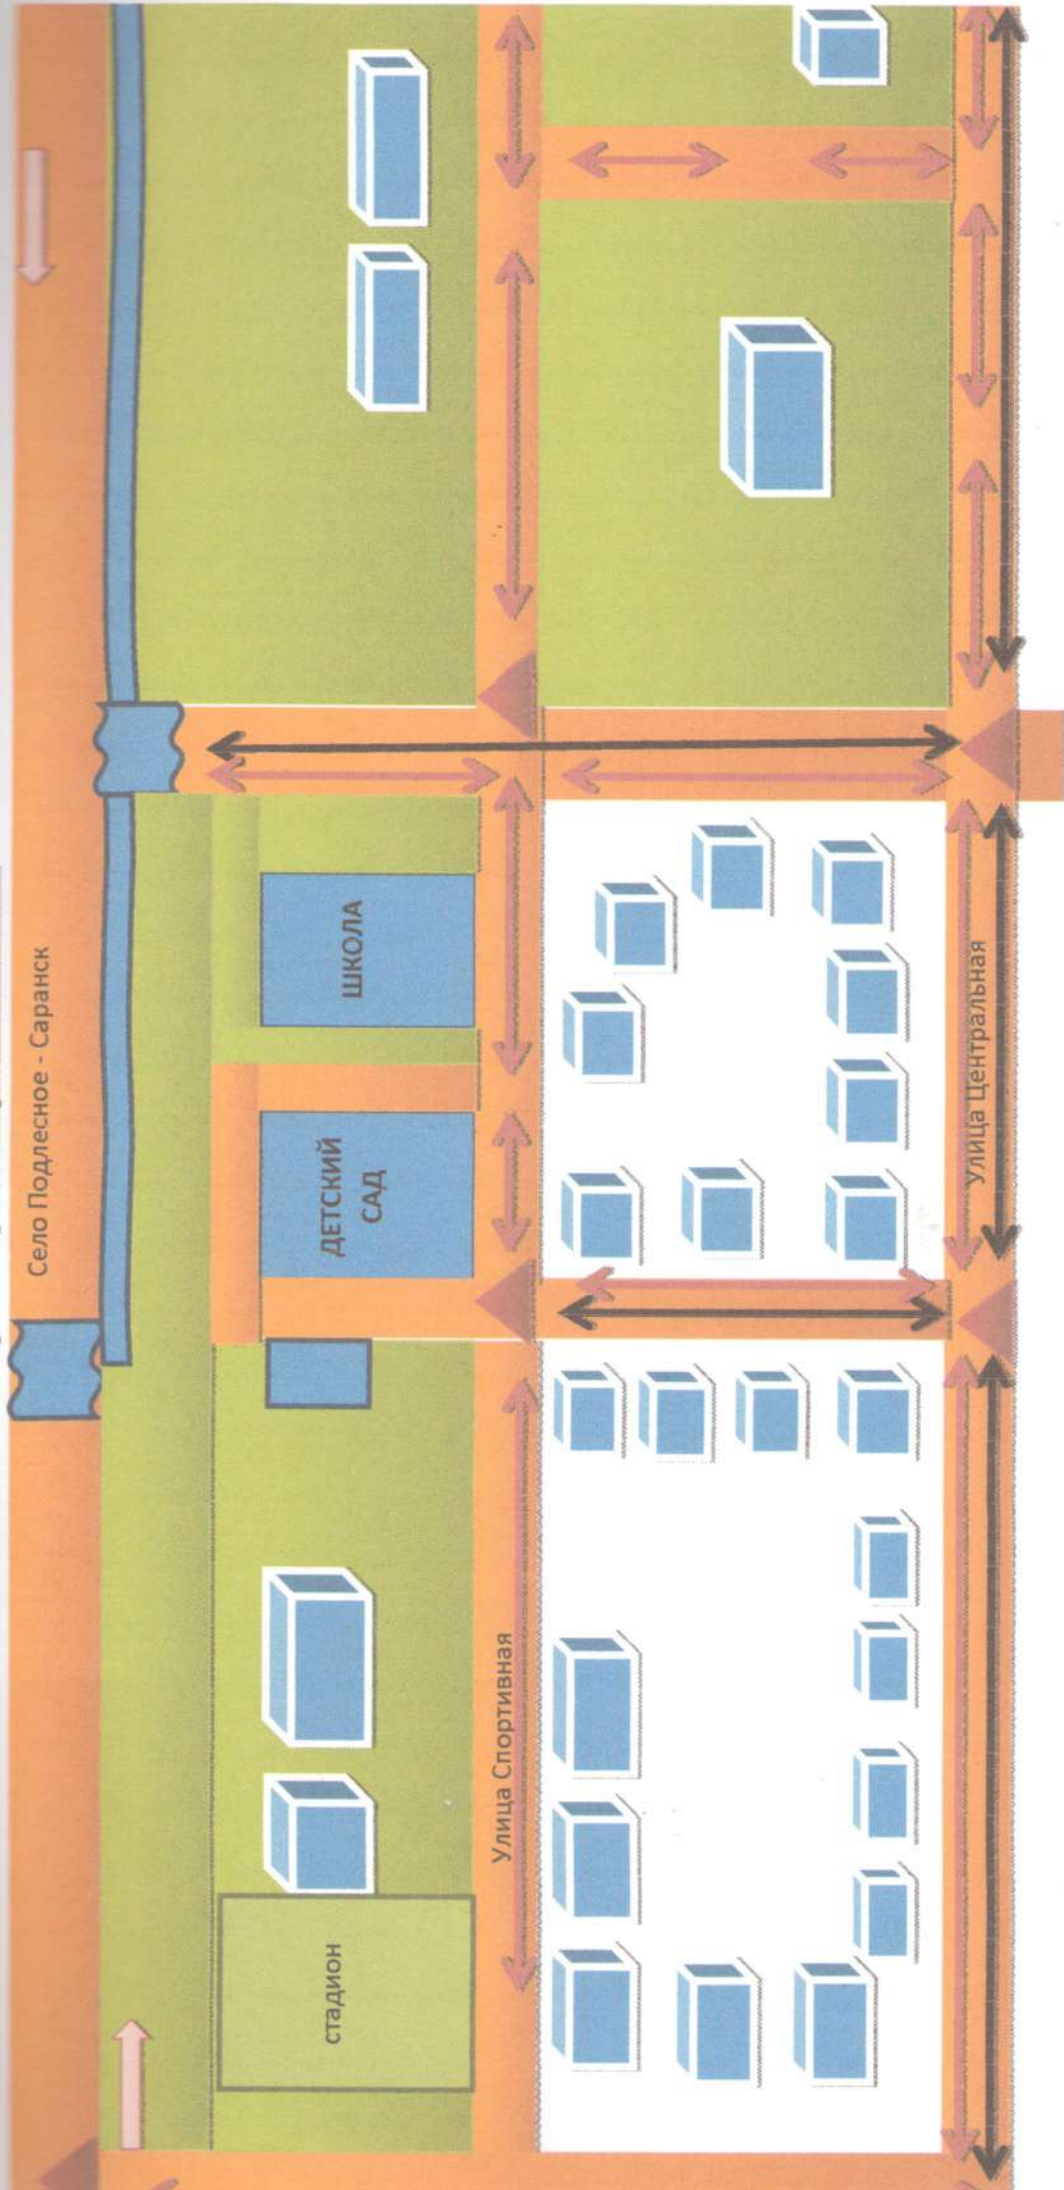 Село Подлесное - Саранск
ДЕТСКИЙ
САД
ШКОЛА
стадион
Улица Спортивная
Улица Центральная